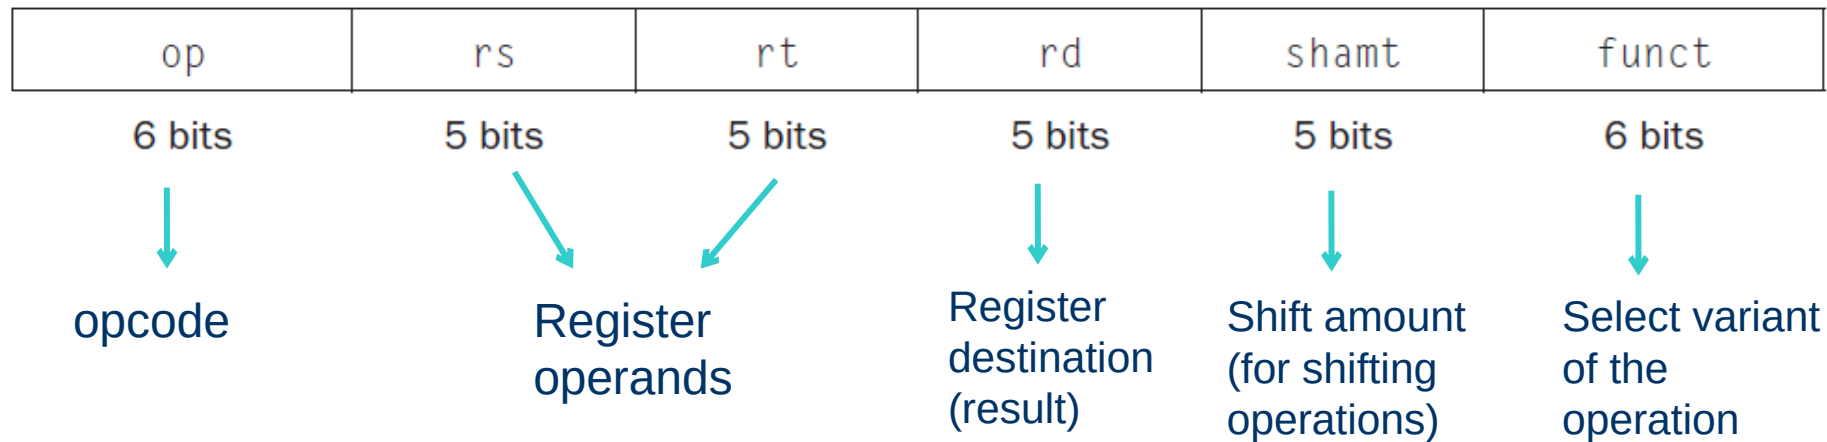 op rs rt rd shamt funct
6 bits 5 bits 5 bits 5 bits 5 bits 6 bits
opcode
Register
operands
Register
destination
(result)
Shift amount
(for shifting
operations)
Select variant
of the
operation